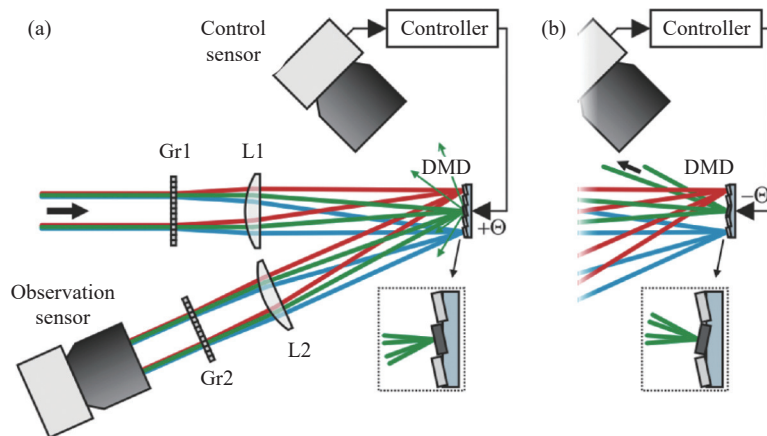 (a)
Control
sensor
Controller
Gr1
L1
DMD
+Θ
Observation
sensor
Gr2
L2
(b)
Controller
DMD
−Θ